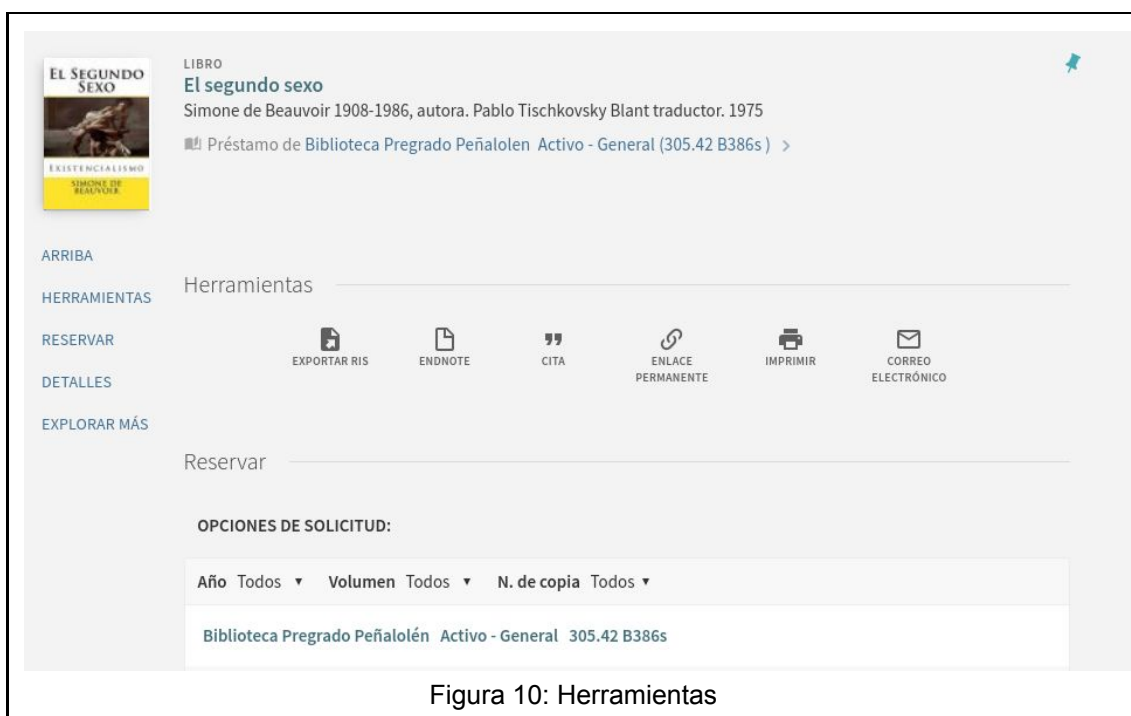 EL SEGUNDO
SEXO
EXISTENCIALISMO
SIMONE DE
BEAUVOIR
LIBRO
El segundo sexo
Simone de Beauvoir 1908-1986, autora. Pablo Tischkovsky Blant traductor. 1975
Préstamo de Biblioteca Pregrado Peñalolen Activo - General (305.42 B386s ) >
ARRIBA
HERRAMIENTAS
RESERVAR
DETALLES
EXPLORAR MÁS
Herramientas
EXPORTAR RIS
ENDNOTE
CITA
ENLACE
PERMANENTE
IMPRIMIR
CORREO
ELECTRÓNICO
Reservar
OPCIONES DE SOLICITUD:
Año Todos ▼ Volumen Todos ▼ N. de copia Todos ▼
Biblioteca Pregrado Peñalolén Activo - General 305.42 B386s
Figura 10: Herramientas